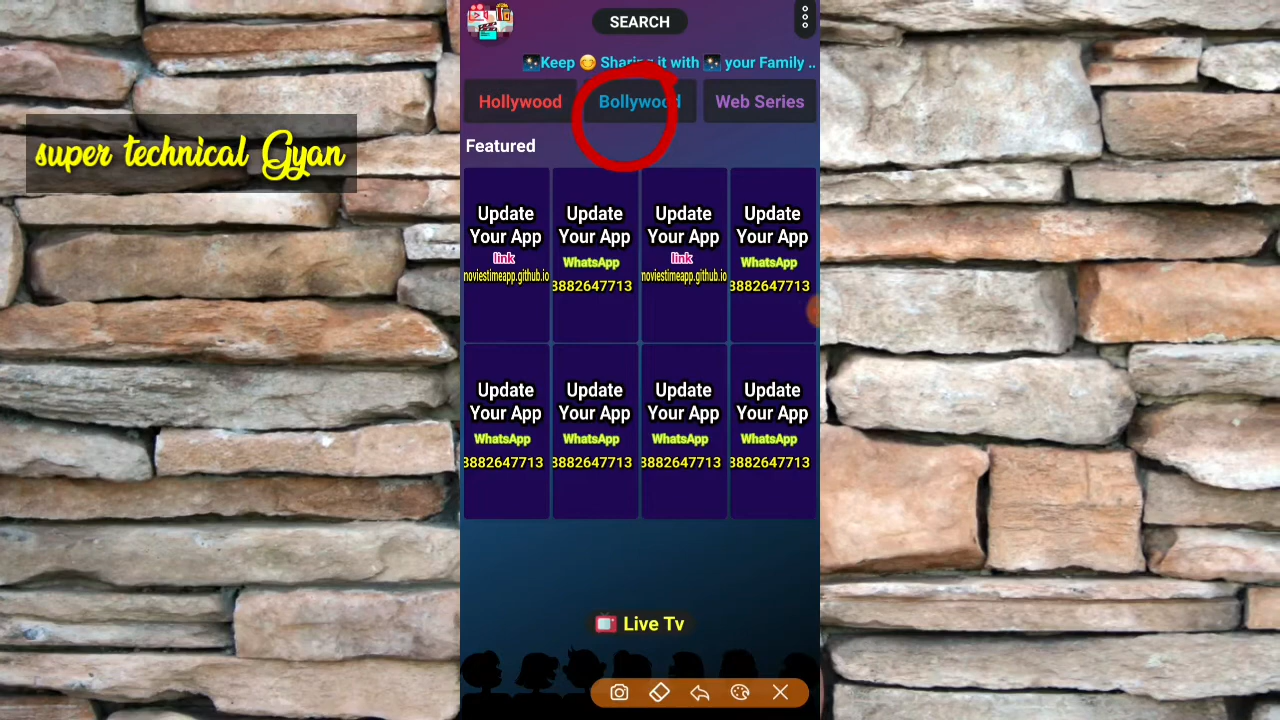 SEARCH
Keep 😋 Sharing it with your Family ..
Hollywood
Bollywood
Web Series
super technical Gyan
Featured
Update
Your App
link
noviestimeapp.github.io
Update
Your App
WhatsApp
3882647713
Update
Your App
link
noviestimeapp.github.io
Update
Your App
WhatsApp
3882647713
Update
Your App
WhatsApp
3882647713
Update
Your App
WhatsApp
3882647713
Update
Your App
WhatsApp
3882647713
Update
Your App
WhatsApp
3882647713
Live Tv